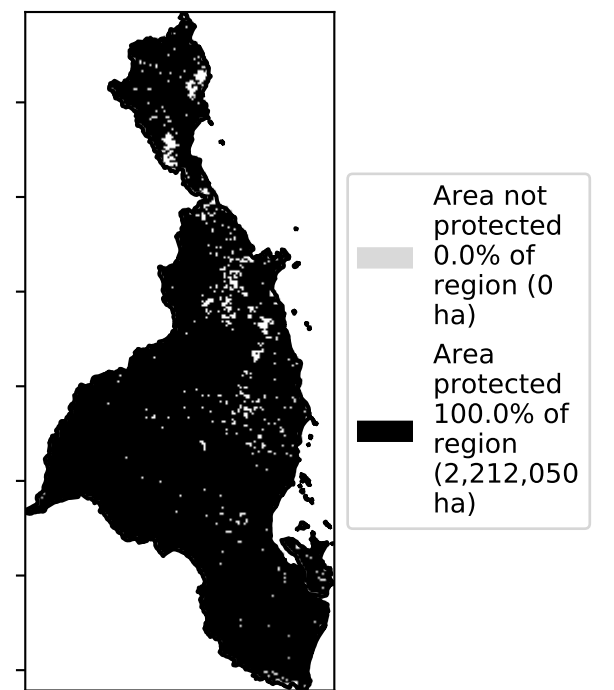 Area not
protected
0.0% of
region (0
ha)
Area
protected
100.0% of
region
(2,212,050
ha)